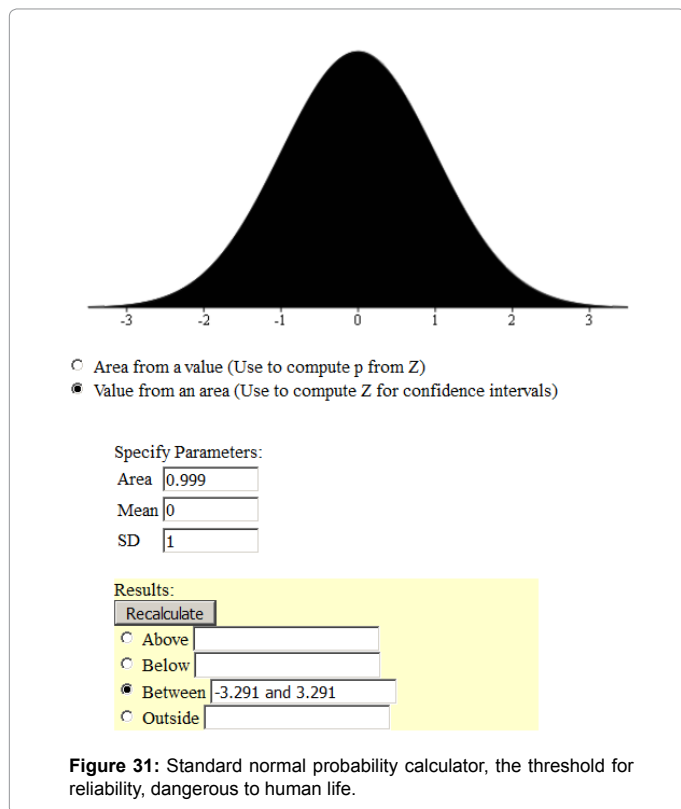 -3 -2 -1 0 1 2 3
Area from a value (Use to compute p from Z)
Value from an area (Use to compute Z for confidence intervals)
Specify Parameters:
Area 0.999
Mean 0
SD 1
Results:
Recalculate
Above
Below
Between -3.291 and 3.291
Outside
Figure 31: Standard normal probability calculator, the threshold for
reliability, dangerous to human life.